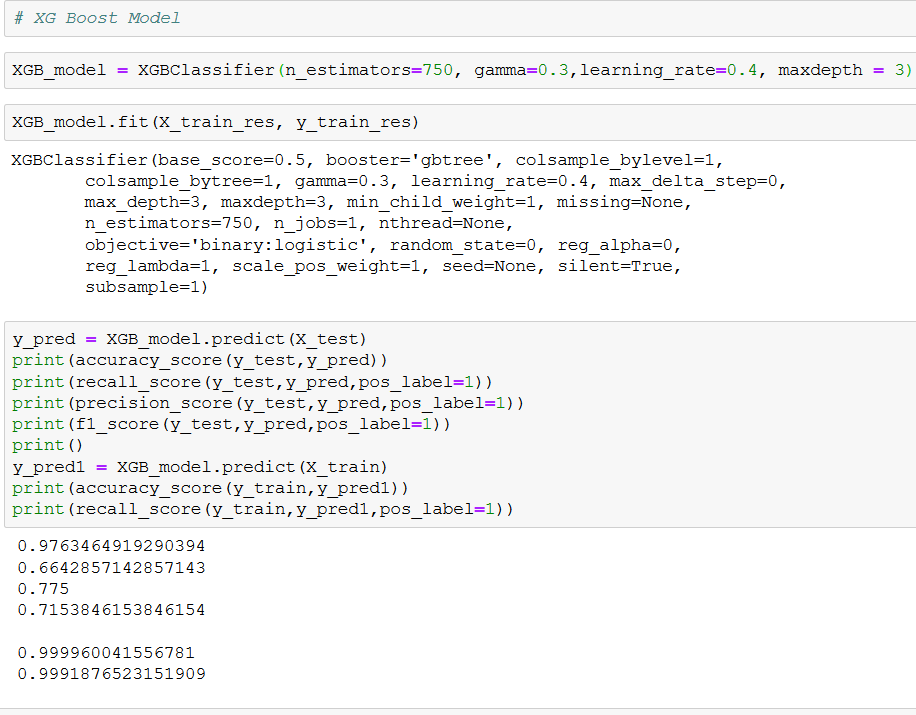 # XG Boost Model
XGB_model = XGBClassifier(n_estimators=750, gamma=0.3,learning_rate=0.4, maxdepth = 3)
XGB_model.fit(X_train_res, y_train_res)
XGBClassifier(base_score=0.5, booster='gbtree', colsample_bylevel=1,
colsample_bytree=1, gamma=0.3, learning_rate=0.4, max_delta_step=0,
max_depth=3, maxdepth=3, min_child_weight=1, missing=None,
n_estimators=750, n_jobs=1, nthread=None,
objective='binary:logistic', random_state=0, reg_alpha=0,
reg_lambda=1, scale_pos_weight=1, seed=None, silent=True,
subsample=1)
y_pred = XGB_model.predict(X_test)
print(accuracy_score(y_test,y_pred))
print(recall_score(y_test,y_pred,pos_label=1))
print(precision_score(y_test,y_pred,pos_label=1))
print(f1_score(y_test,y_pred,pos_label=1))
print()
y_pred1 = XGB_model.predict(X_train)
print(accuracy_score(y_train,y_pred1))
print(recall_score(y_train,y_pred1,pos_label=1))
0.9763464919290394
0.6642857142857143
0.775
0.7153846153846154
0.999960041556781
0.9991876523151909